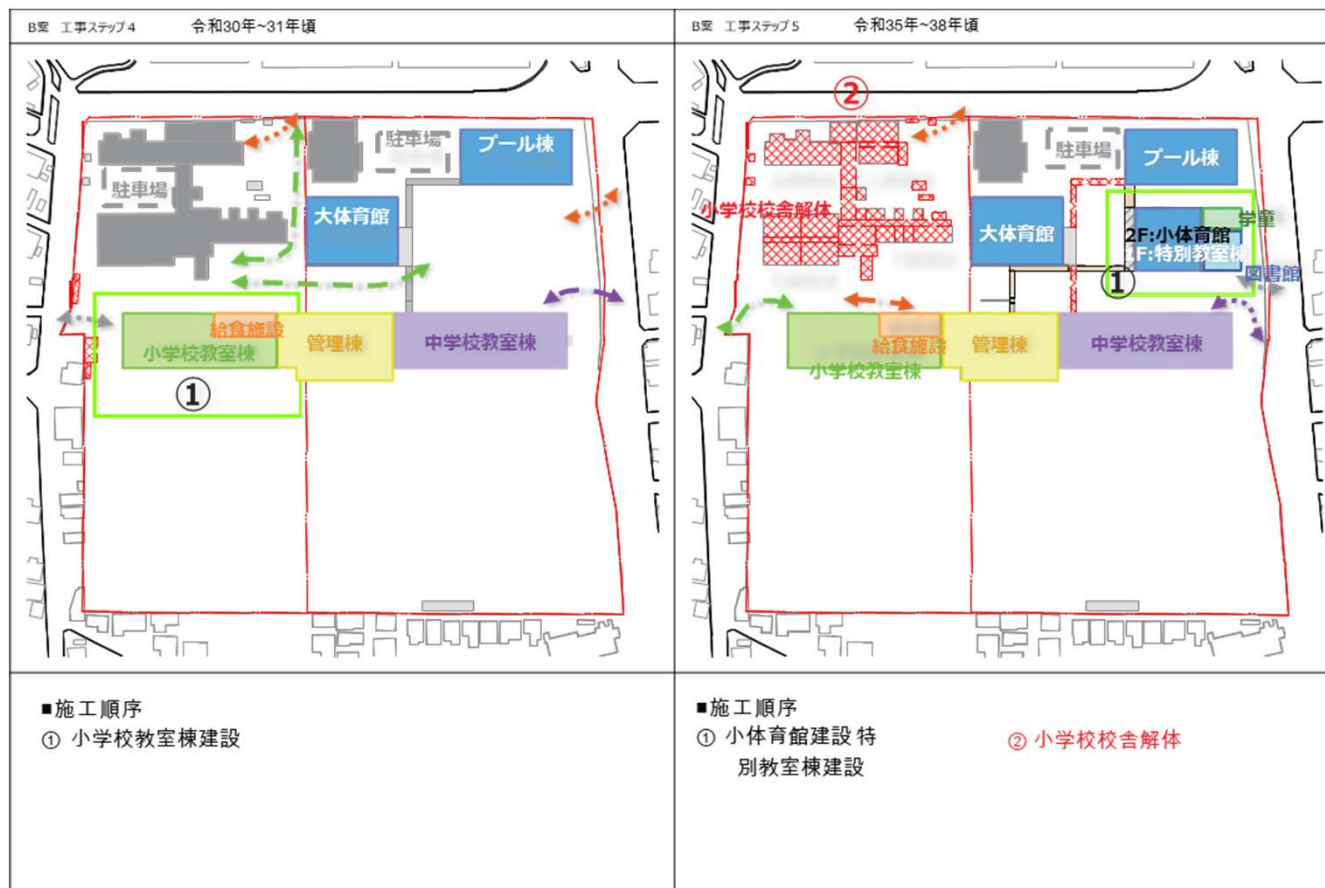 B案 工事ステップ4 令和30年~31年頃
駐車場
プール棟
駐車場
大体育館
給食施設
小学校教室棟
管理棟
中学校教室棟
①
■施工順序
① 小学校教室棟建設
B案 工事ステップ5 令和35年~38年頃
②
駐車場
プール棟
小学校校舎解体
大体育館
学童
2F:小体育館
1F:特別教室棟
図書館
①
給食施設
小学校教室棟
管理棟
中学校教室棟
■施工順序
① 小体育館建設 特
別教室棟建設
② 小学校校舎解体